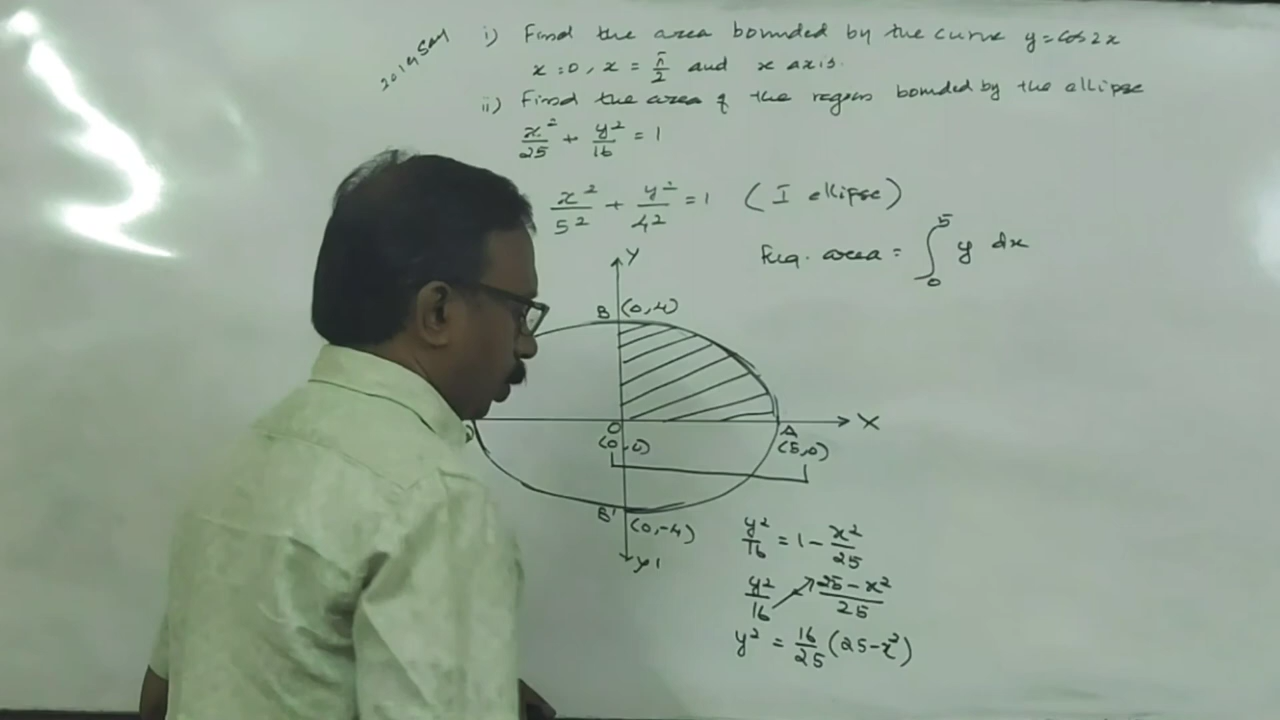 2019 Say
i) Find the area bounded by the curve y = cos 2x
x = 0, x = π/2 and x axis.
ii) Find the area of the region bounded by the ellipse
x²/25 + y²/16 = 1
x²/5² + y²/4² = 1 (I ellipse)
Req. area = ∫₀⁵ y dx
Y
B (0,4)
O
(0,0)
A
(5,0)
X
B' (0,-4)
Y'
y²/16 = 1 - x²/25
y²/16 = 25 - x²/25
y² = 16/25 (25 - x²)